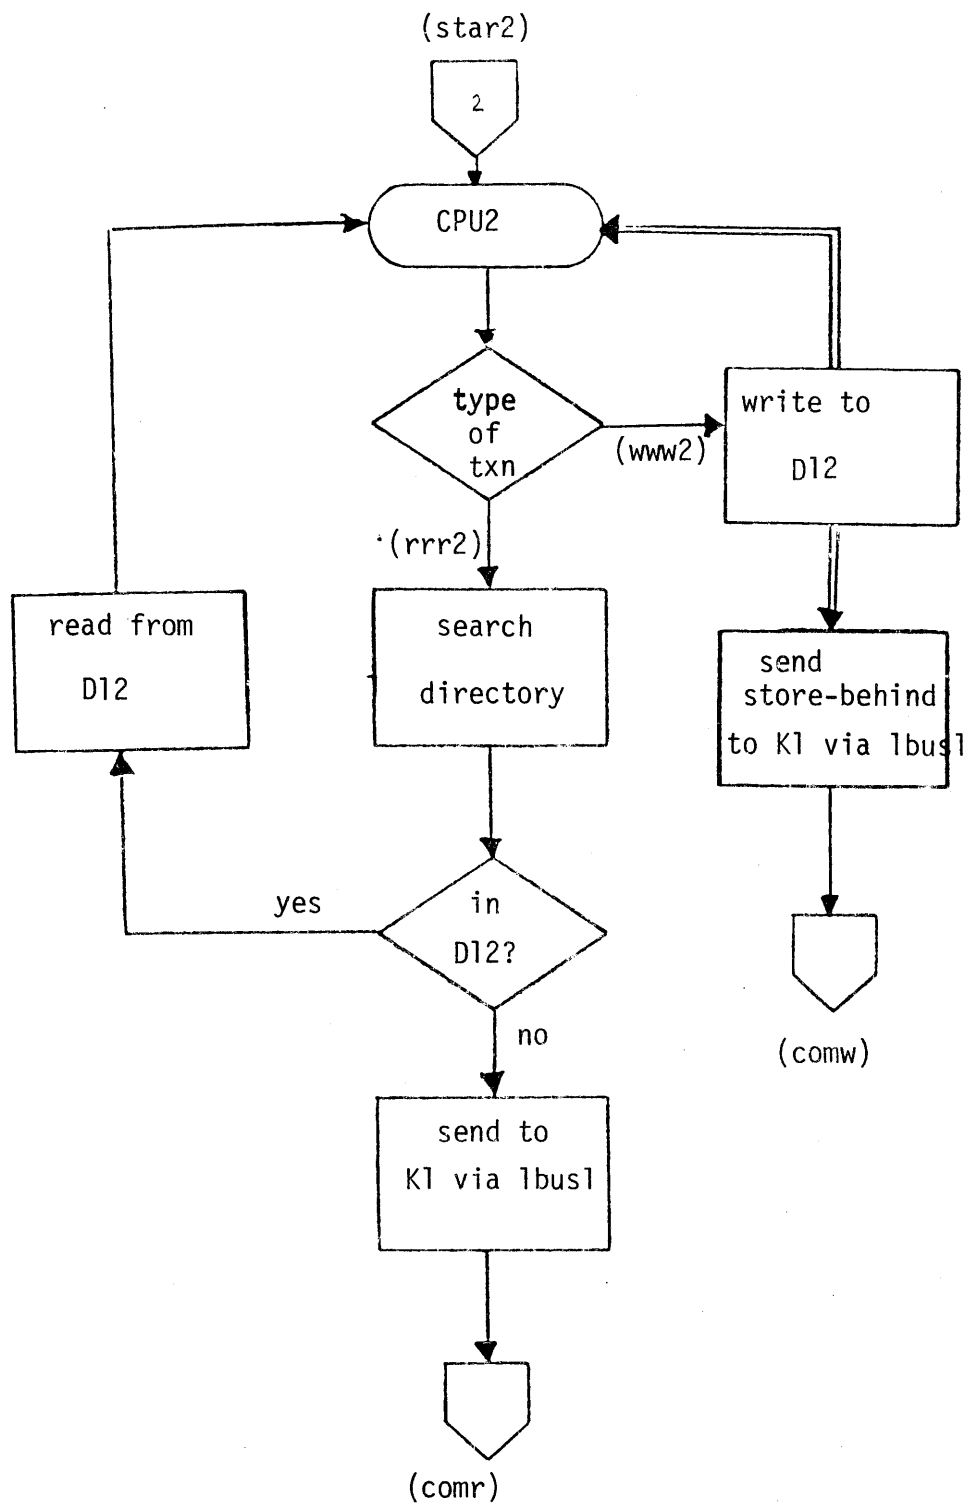 (star2)
2
CPU2
type
of
txn
(www2)
write to
D12
(rrr2)
read from
D12
search
directory
send
store-behind
to K1 via lbus1
yes
in
D12?
no
(comw)
send to
K1 via lbus1
(comr)